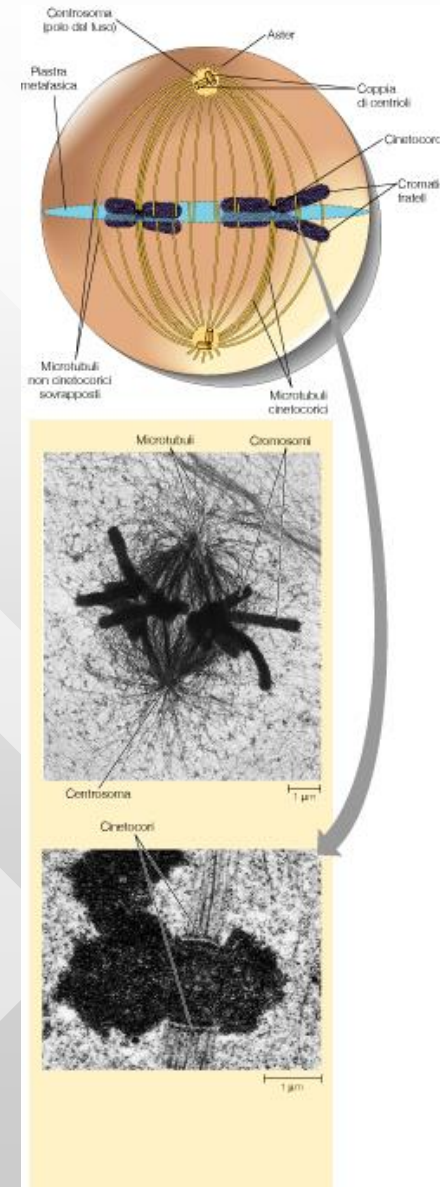 Centrosoma
(polo del fuso)
Aster
Piastra
metafasica
Coppia
di centrioli
Cinetocoro
Cromati
fratelli
Microtubuli
non cinetocorici
sovrapposti
Microtubuli
cinetocorici
Microtubuli
Cromosomi
Centrosoma
1 µm
Cinetocori
1 µm